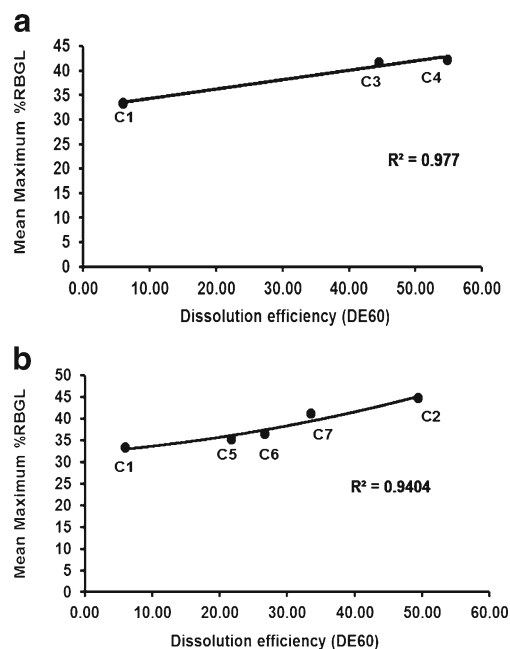 a
Mean Maximum %RBGL
45
40
35
30
25
20
15
10
5
0
C1
C3
C4
R² = 0.977
0.00 10.00 20.00 30.00 40.00 50.00 60.00
Dissolution efficiency (DE60)
b
Mean Maximum %RBGL
50
45
40
35
30
25
20
15
10
5
0
C1
C5
C6
C7
C2
R² = 0.9404
0.00 10.00 20.00 30.00 40.00 50.00 60.00
Dissolution efficiency (DE60)